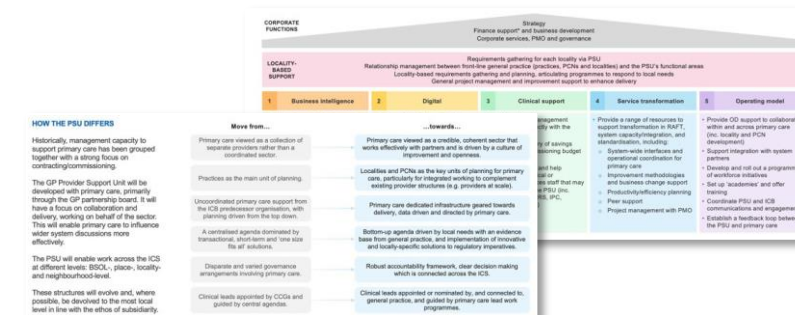 CORPORATE
FUNCTIONS
Strategy
Finance support* and business development
Corporate services, PMO and governance
LOCALITY-
BASED
SUPPORT
Requirements gathering for each locality via PSU
Relationship management between front-line general practice (practices, PCNs and localities) and the PSU's functional areas
Locality-based requirements gathering and planning, articulating programmes to respond to local needs
General project management and improvement support to enhance delivery
1 Business intelligence
2 Digital
3 Clinical support
4 Service transformation
5 Operating model
Provide a range of resources to
support transformation in RAFT,
system capacity/integration, and
standardisation, including:
System-wide interfaces and
operational coordination for
primary care
Improvement methodologies
and business change support
Productivity/efficiency planning
Peer support
Project management with PMO
Provide OD support to collaborat
within and across primary care
(inc. locality and PCN
development)
Support integration with system
partners
Develop and roll out a programm
of workforce initiatives
Set up 'academies' and offer
training
Coordinate PSU and ICB
communications and engagemen
Establish a feedback loop betwe
the PSU and primary care
HOW THE PSU DIFFERS
Historically, management capacity to
support primary care has been grouped
together with a strong focus on
contracting/commissioning.
The GP Provider Support Unit will be
developed with primary care, primarily
through the GP partnership board. It will
have a focus on collaboration and
delivery, working on behalf of the sector.
This will enable primary care to influence
wider system discussions more
effectively.
The PSU will enable work across the ICS
at different levels: BSOL-, place-, locality-
and neighbourhood-level.
These structures will evolve and, where
possible, be devolved to the most local
level in line with the ethos of subsidiarity.
Move from...
...towards...
Primary care viewed as a collection of
separate providers rather than a
coordinated sector.
Primary care viewed as a credible, coherent sector that
works effectively with partners and is driven by a culture of
improvement and openness.
Practices as the main unit of planning.
Localities and PCNs as the key units of planning for primary
care, particularly for integrated working to complement
existing provider structures (e.g. providers at scale).
Uncoordinated primary care support from
the ICB predecessor organisation, with
planning driven from the top down.
Primary care dedicated infrastructure geared towards
delivery, data driven and directed by primary care.
A centralised agenda dominated by
transactional, short-term and 'one size
fits all' solutions.
Bottom-up agenda driven by local needs with an evidence
base from general practice, and implementation of innovative
and locally-specific solutions to regulatory imperatives.
Disparate and varied governance
arrangements involving primary care.
Robust accountability framework, clear decision making
which is connected across the ICS.
Clinical leads appointed by CCGs and
guided by central agendas.
Clinical leads appointed or nominated by, and connected to,
general practice, and guided by primary care lead work
programmes.